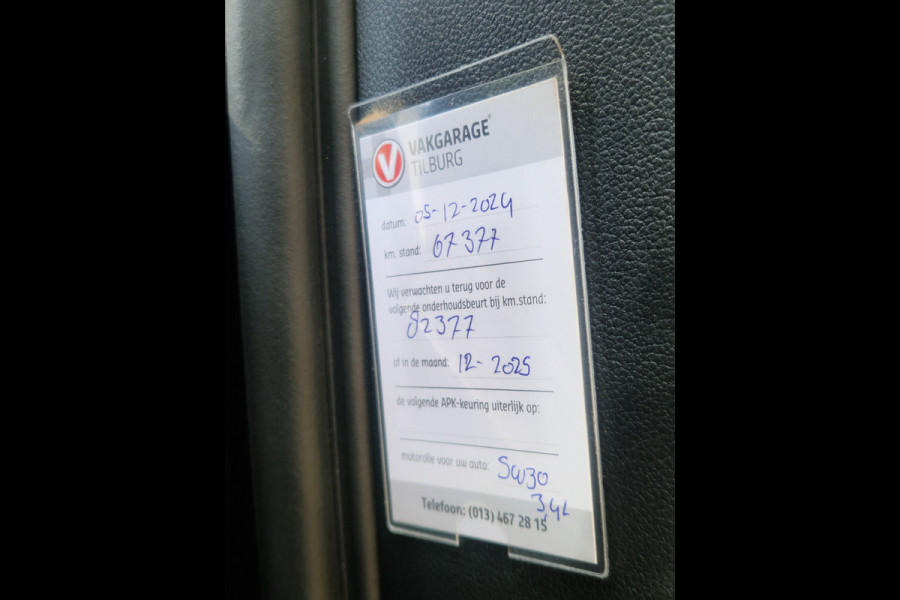 VAKGARAGE
TILBURG
datum: 05-12-2024
km. stand: 67377
Wij verwachten u terug voor de
volgende onderhoudsbeurt bij km.stand:
82377
of in de maand: 12-2025
de volgende APK-keuring uiterlijk op:
motorolie voor uw auto: 5W30
3,4L
Telefoon: (013) 467 28 15